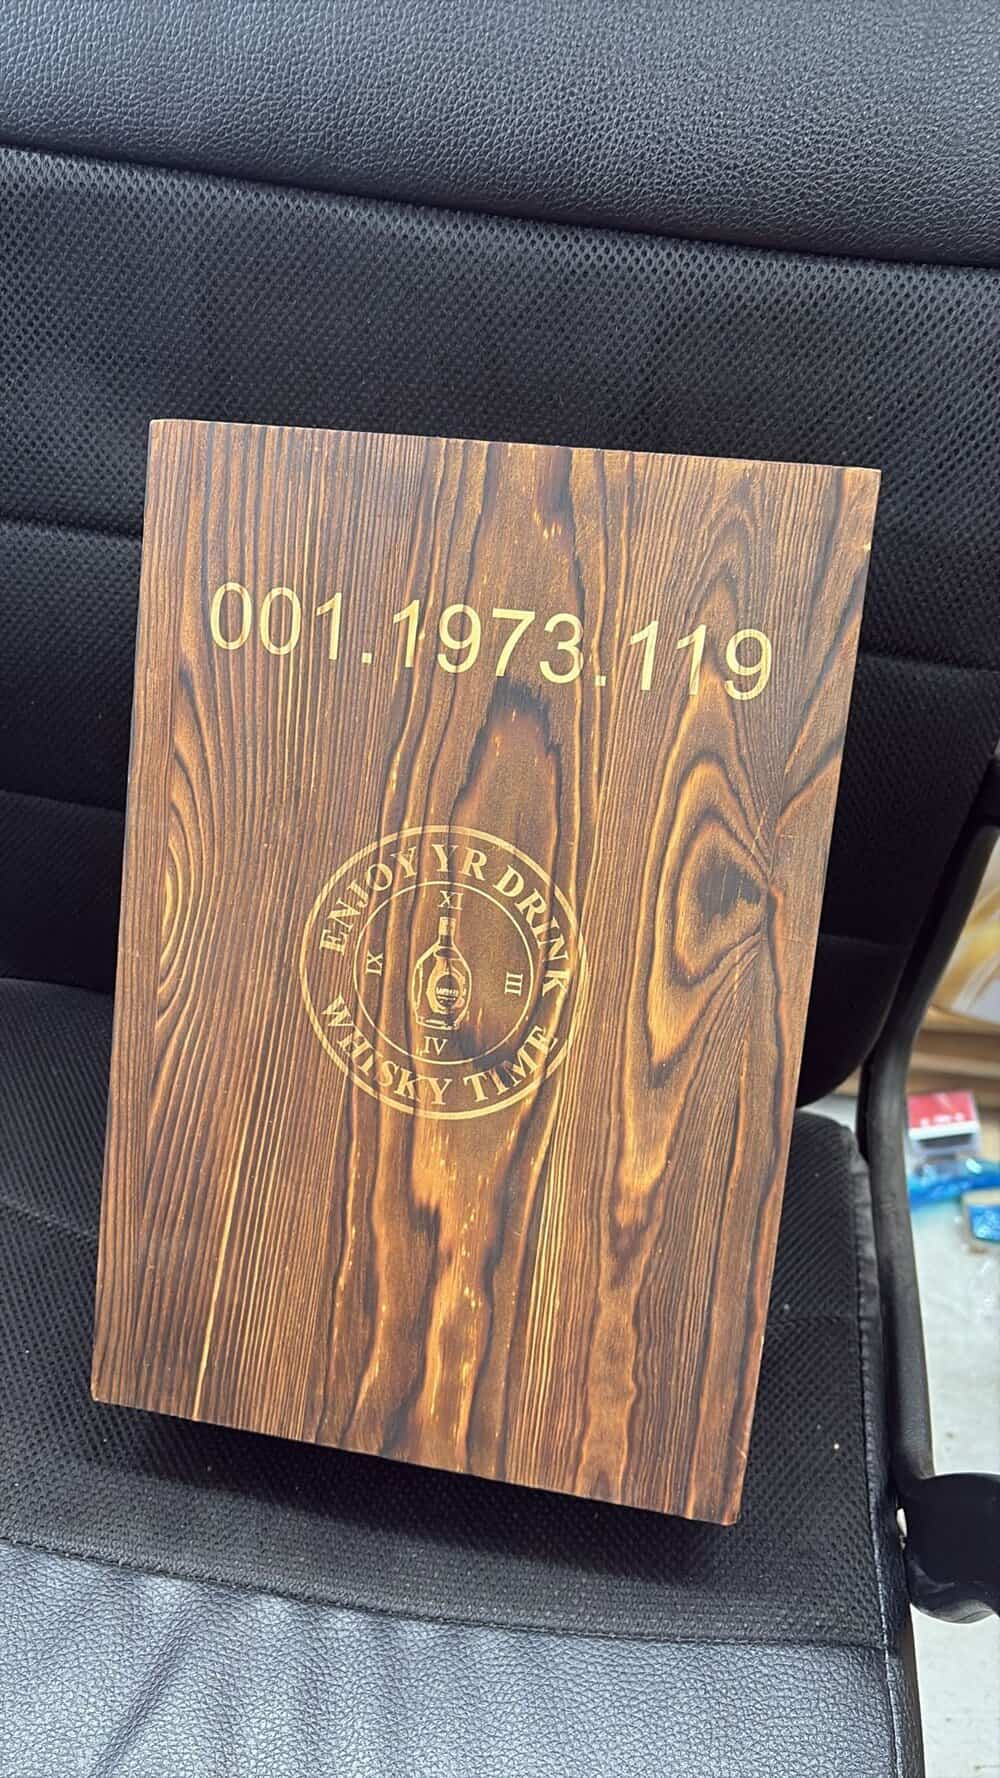 001.1973.119
ENJOY YR DRINK
XI
IX
III
IV
WHISKY TIME